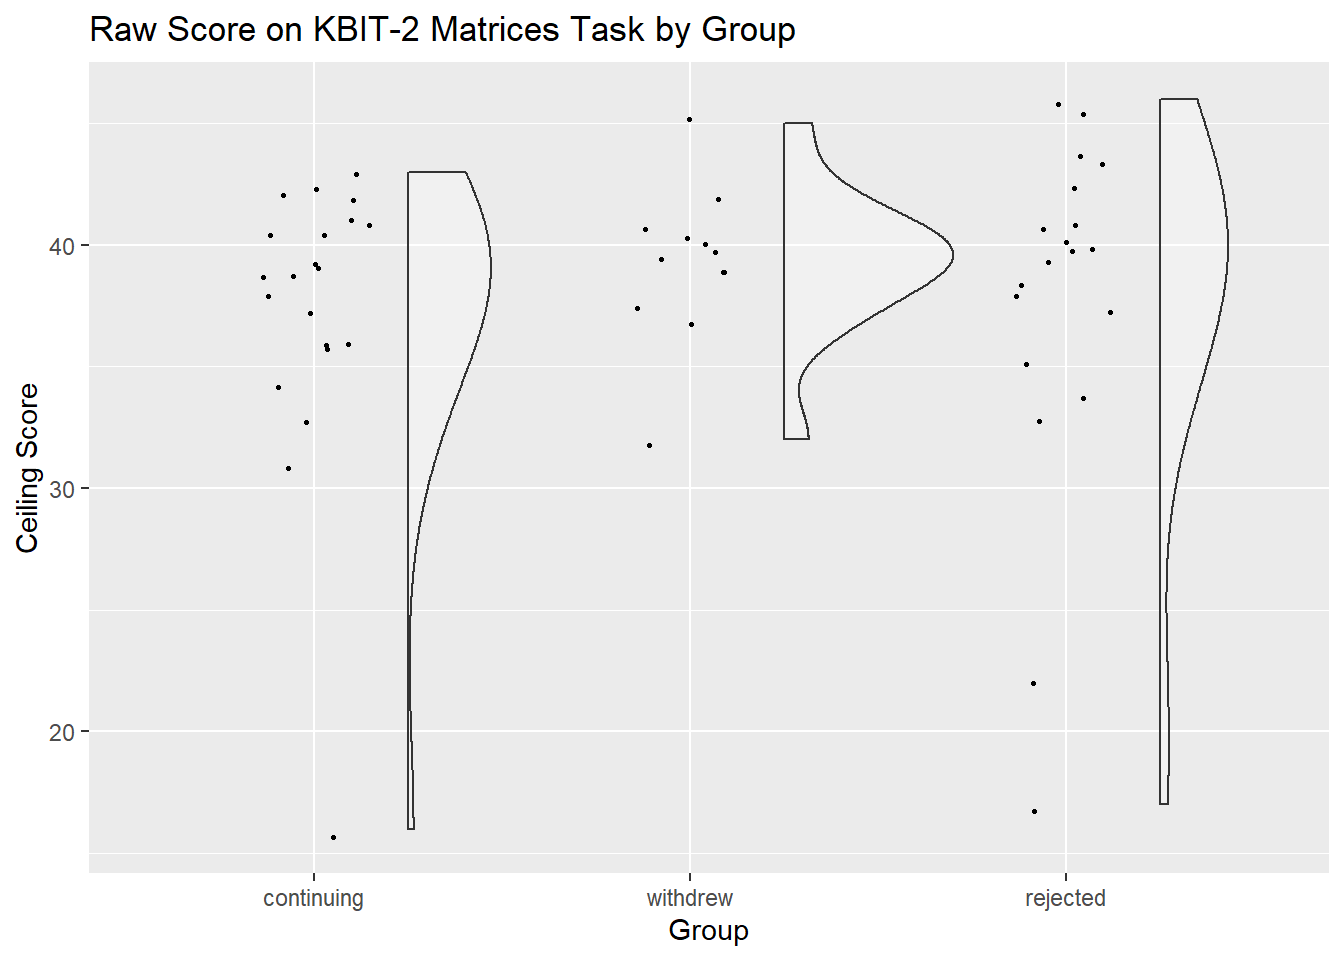 Raw Score on KBIT-2 Matrices Task by Group
Ceiling Score
40
30
20
continuing
withdrew
rejected
Group